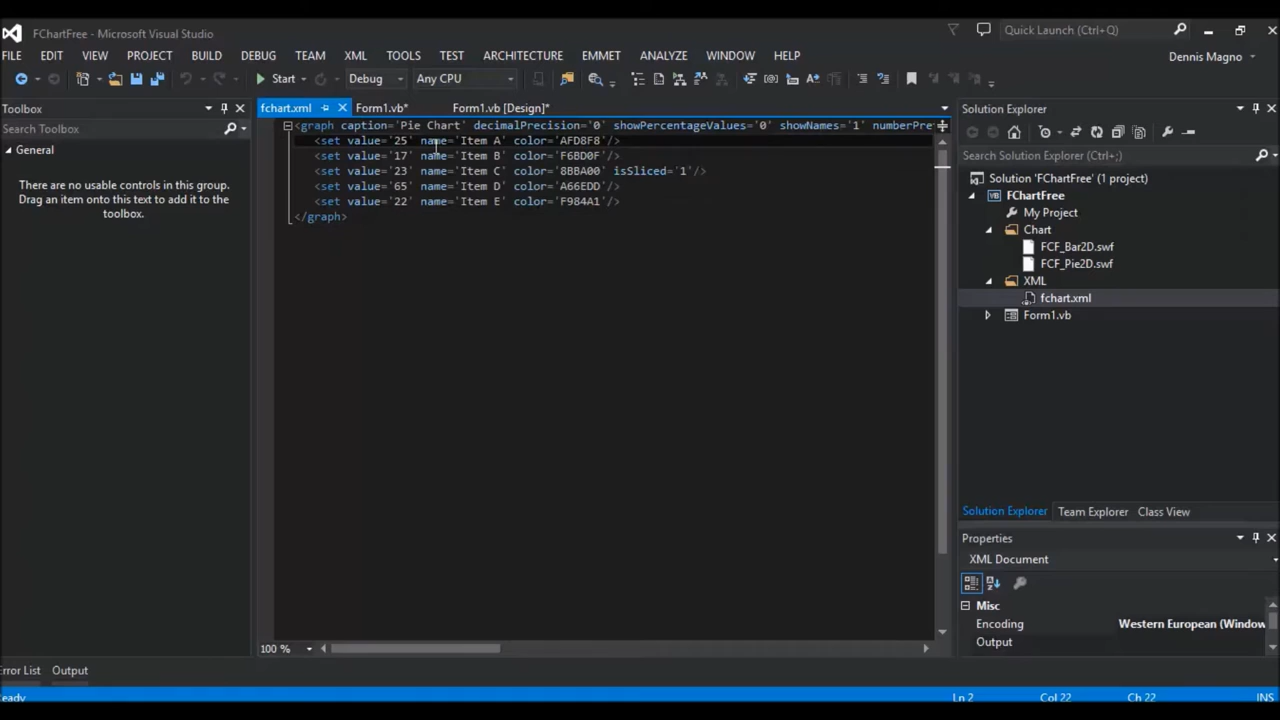 FChartFree - Microsoft Visual Studio
Quick Launch (Ctrl+Q)
FILE EDIT VIEW PROJECT BUILD DEBUG TEAM XML TOOLS TEST ARCHITECTURE EMMET ANALYZE WINDOW HELP
Dennis Magno
Start Debug Any CPU
Toolbox
Search Toolbox
General
There are no usable controls in this group.
Drag an item onto this text to add it to the
toolbox.
fchart.xml Form1.vb* Form1.vb [Design]*
<graph caption='Pie Chart' decimalPrecision='0' showPercentageValues='0' showNames='1' numberPre
<set value='25' name='Item A' color='AFD8F8'/>
<set value='17' name='Item B' color='F6BD0F'/>
<set value='23' name='Item C' color='8BBA00' isSliced='1'/>
<set value='65' name='Item D' color='A66EDD'/>
<set value='22' name='Item E' color='F984A1'/>
</graph>
100 %
Solution Explorer
Search Solution Explorer (Ctrl+;)
Solution 'FChartFree' (1 project)
FChartFree
My Project
Chart
FCF_Bar2D.swf
FCF_Pie2D.swf
XML
fchart.xml
Form1.vb
Solution Explorer Team Explorer Class View
Properties
XML Document
Misc
Encoding Western European (Window
Output
Error List Output
eady Ln 2 Col 22 Ch 22 INS